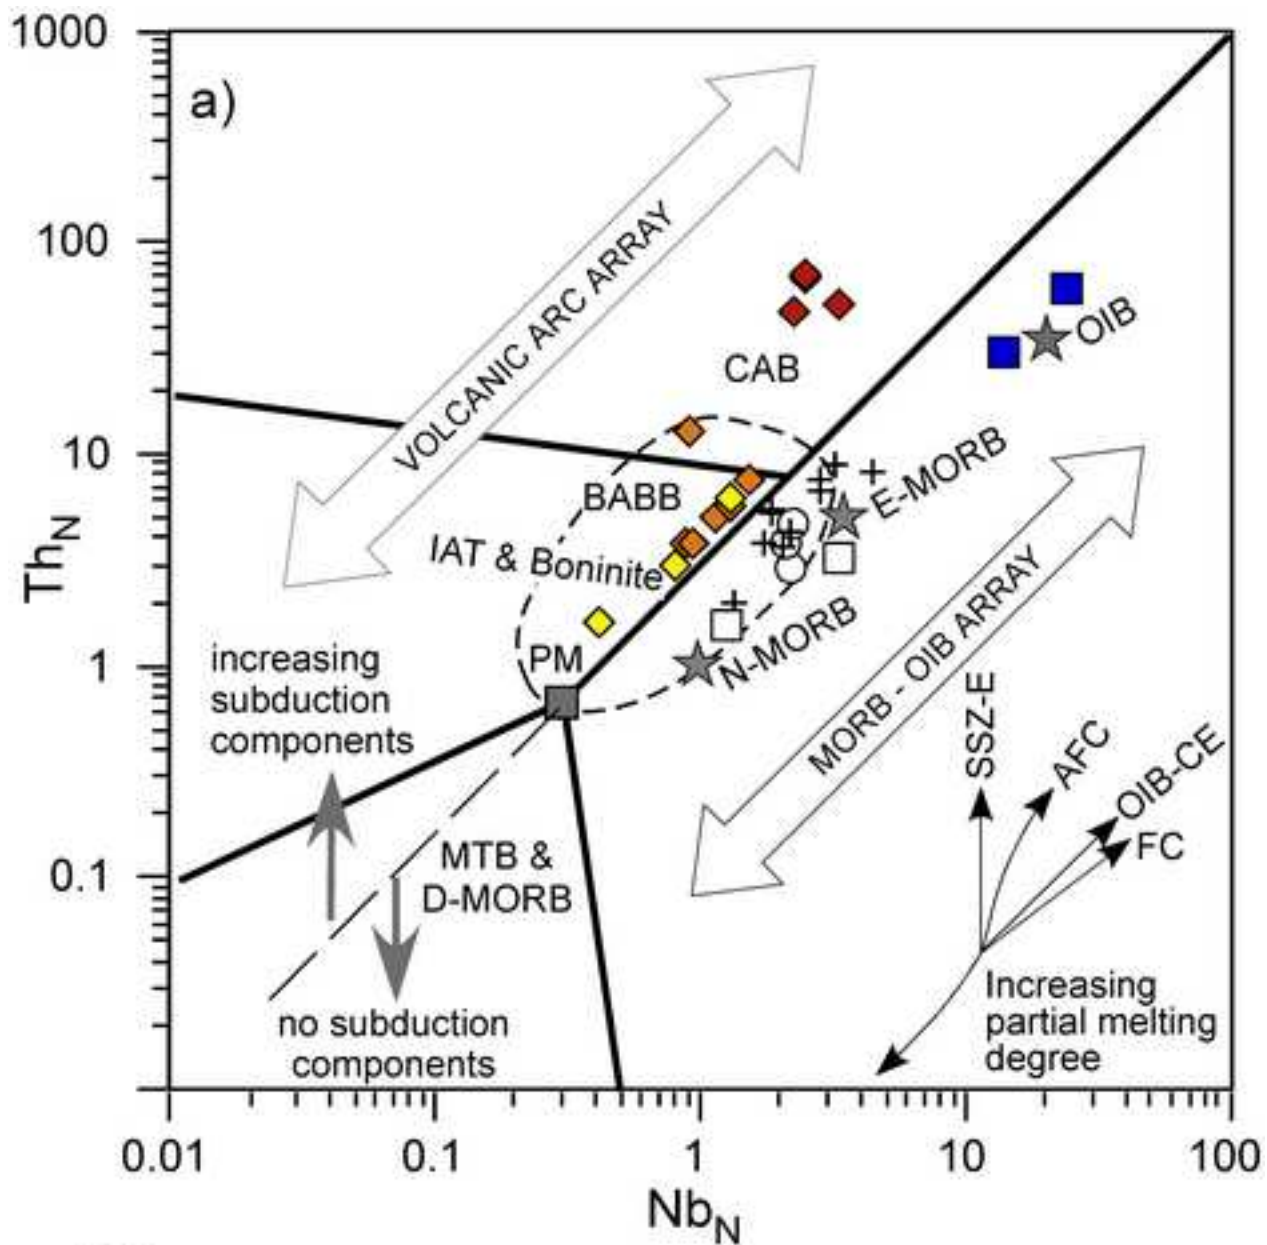 1000
a)
VOLCANIC ARC ARRAY
100
OIB
CAB
10
E-MORB
BABB
IAT & Boninite
Th_N
MORB - OIB ARRAY
N-MORB
PM
1
increasing
subduction
components
SSZ-E
AFC
OIB-CE
FC
0.1
MTB &
D-MORB
Increasing
partial melting
degree
no subduction
components
0.01
0.1
1
10
100
Nb_N